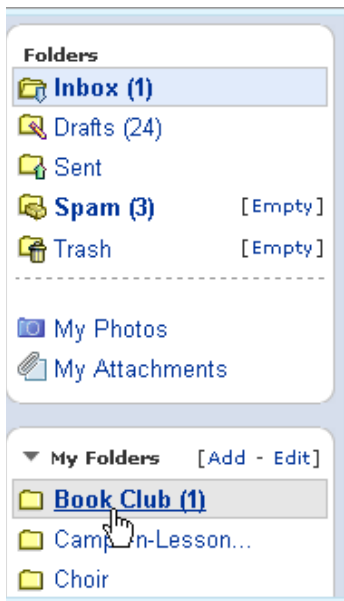 Folders
Inbox (1)
Drafts (24)
Sent
Spam (3) [Empty]
Trash [Empty]
My Photos
My Attachments
My Folders [Add - Edit]
Book Club (1)
Lesson...
Choir